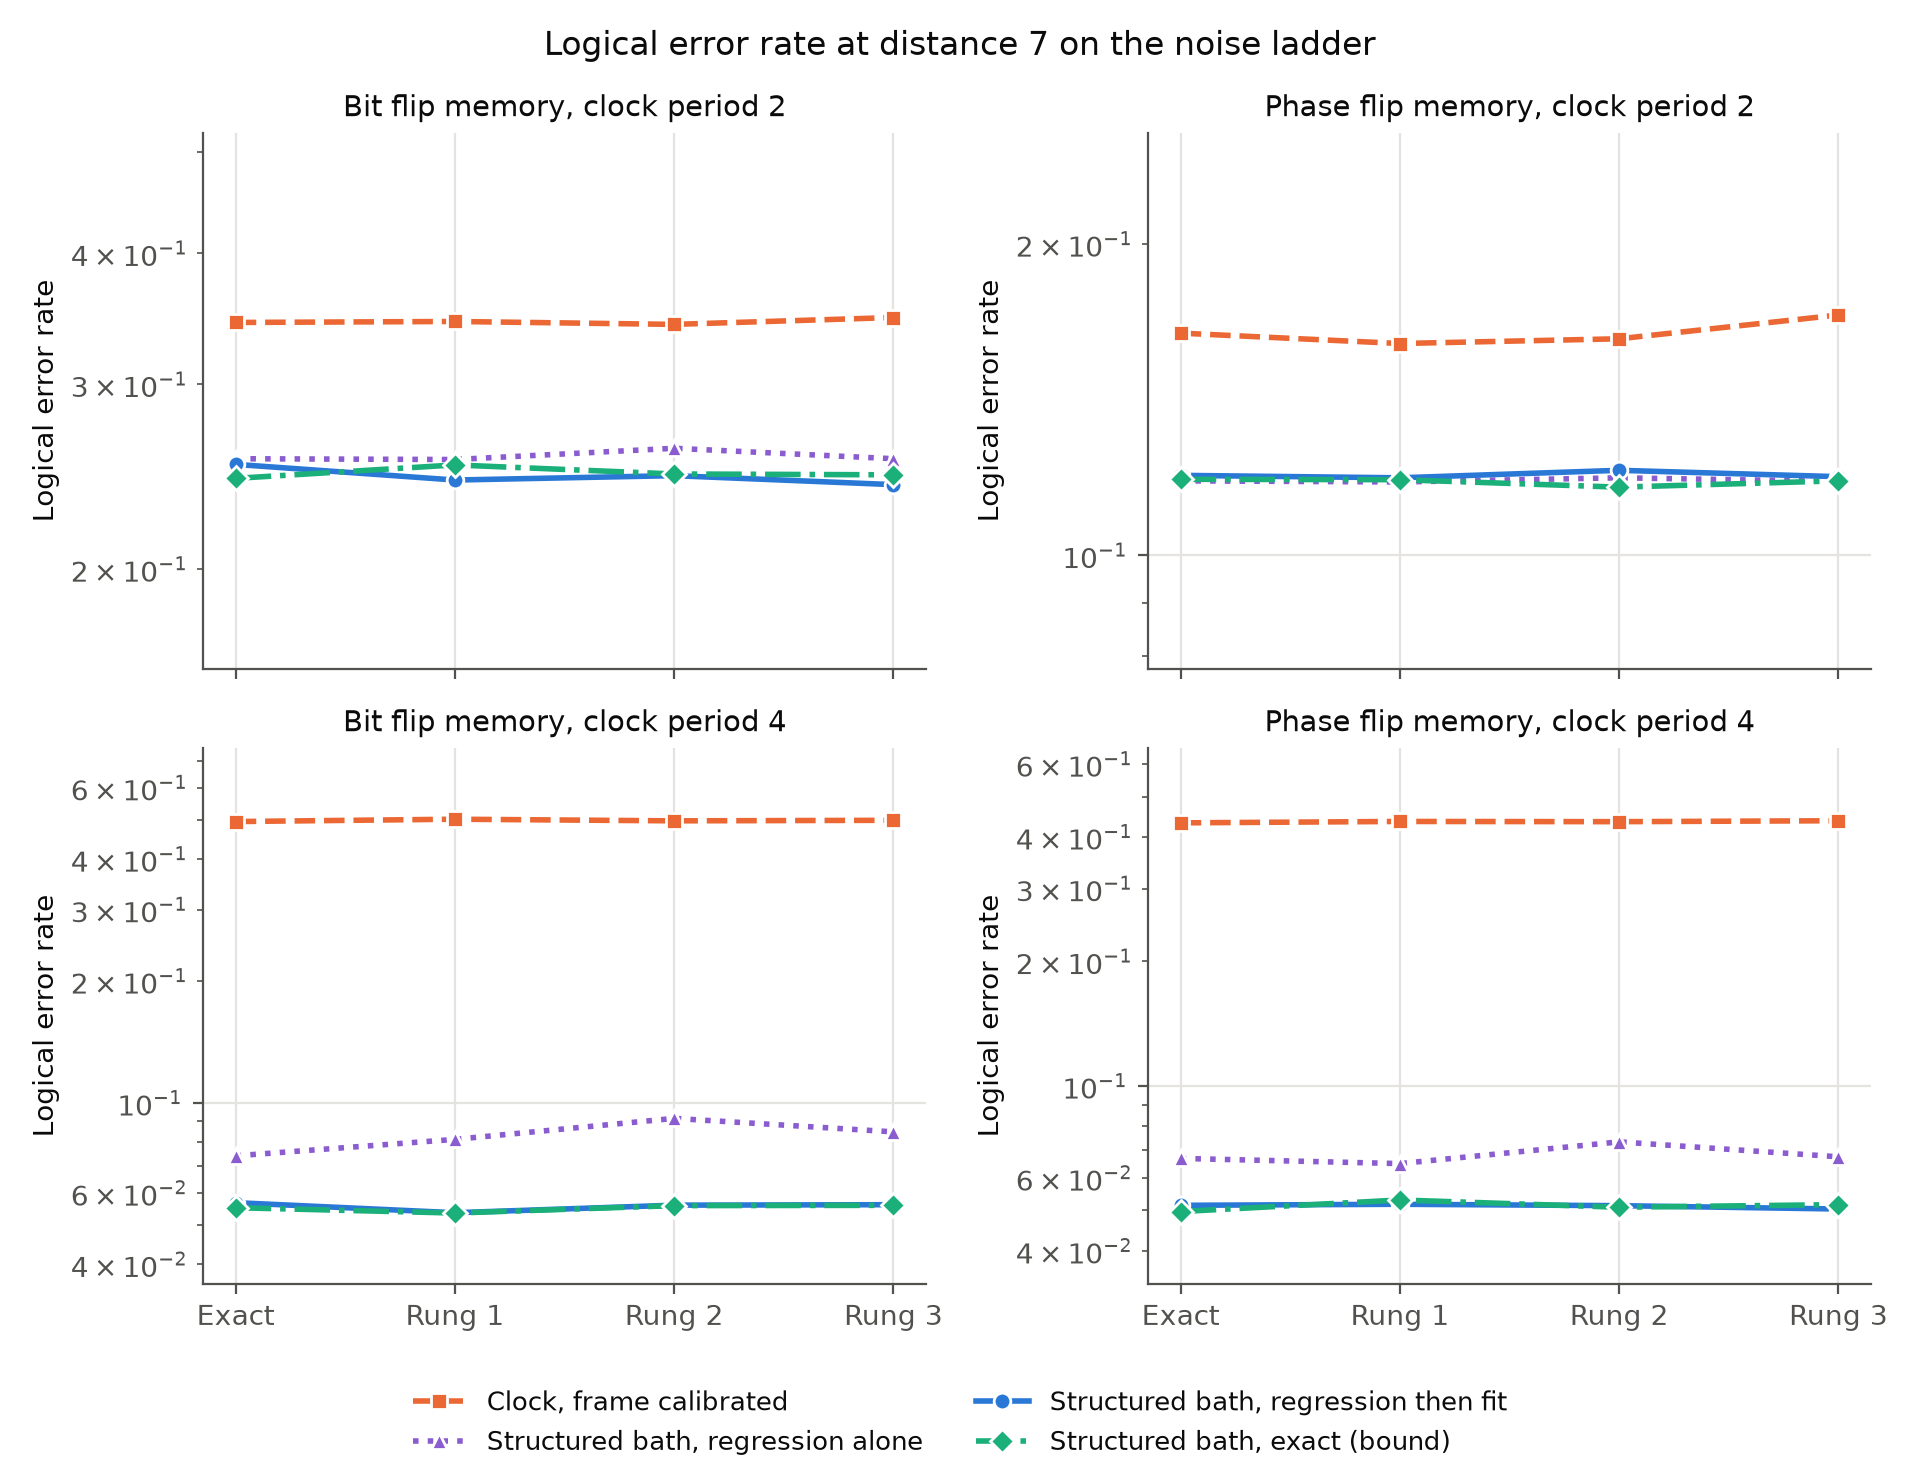 Logical error rate at distance 7 on the noise ladder
Bit flip memory, clock period 2
Logical error rate
4 × 10⁻¹
3 × 10⁻¹
2 × 10⁻¹
Phase flip memory, clock period 2
Logical error rate
2 × 10⁻¹
10⁻¹
Bit flip memory, clock period 4
Logical error rate
6 × 10⁻¹
4 × 10⁻¹
3 × 10⁻¹
2 × 10⁻¹
10⁻¹
6 × 10⁻²
4 × 10⁻²
Exact Rung 1 Rung 2 Rung 3
Phase flip memory, clock period 4
Logical error rate
6 × 10⁻¹
4 × 10⁻¹
3 × 10⁻¹
2 × 10⁻¹
10⁻¹
6 × 10⁻²
4 × 10⁻²
Exact Rung 1 Rung 2 Rung 3
Clock, frame calibrated
Structured bath, regression alone
Structured bath, regression then fit
Structured bath, exact (bound)